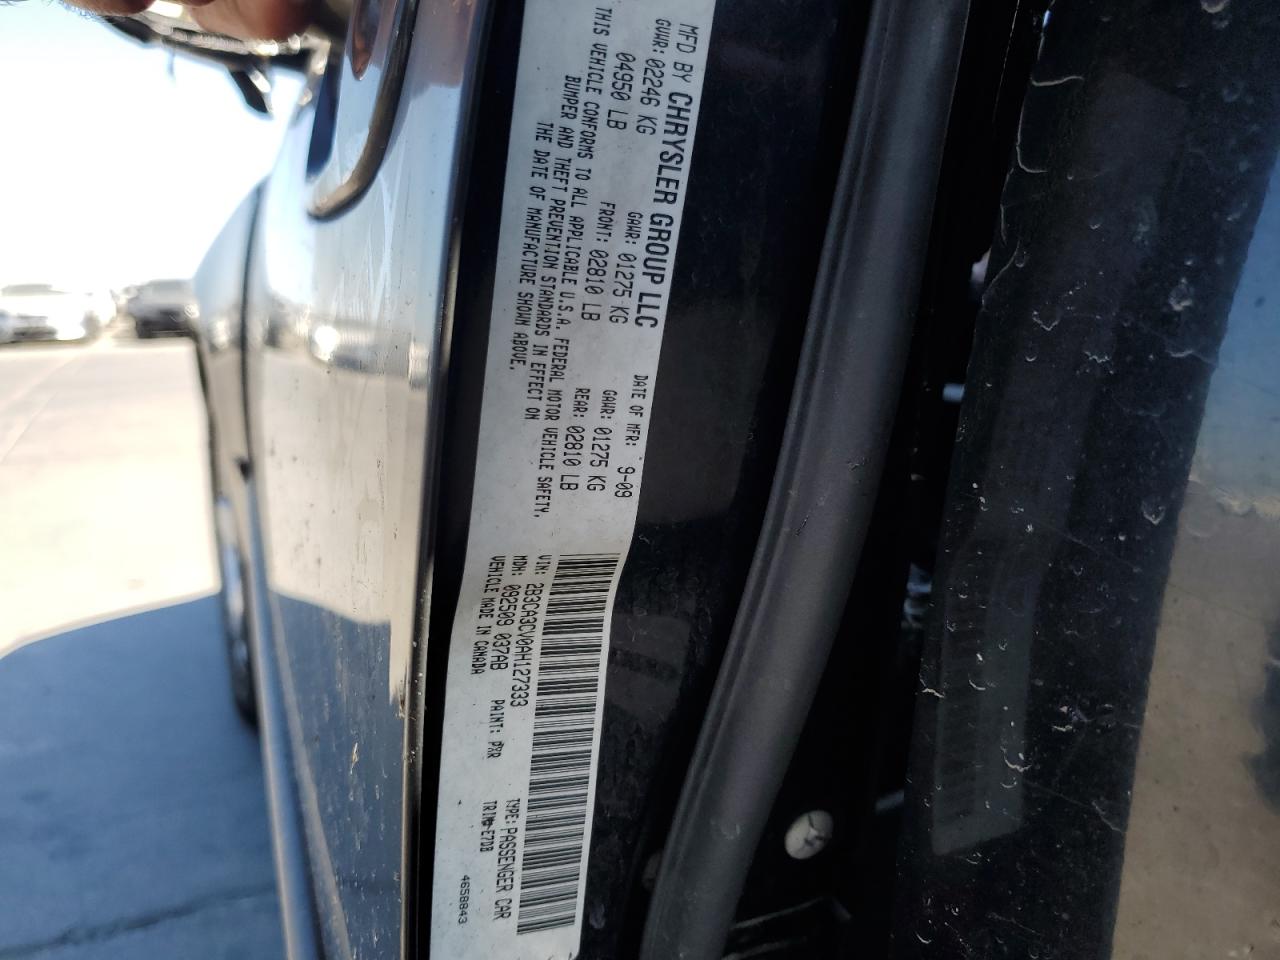 MFD BY CHRYSLER GROUP LLC
DATE OF MFR: 9-09
GVWR: 02246 KG
GAWR: 01275 KG
GAWR: 01275 KG
04950 LB
FRONT: 02810 LB
REAR: 02810 LB
THIS VEHICLE CONFORMS TO ALL APPLICABLE U.S.A. FEDERAL MOTOR VEHICLE SAFETY,
BUMPER AND THEFT PREVENTION STANDARDS IN EFFECT ON
THE DATE OF MANUFACTURE SHOWN ABOVE.
VIN: 2B3CA3CV0AH127333
TYPE: PASSENGER CAR
MDH: 092509 037AB
PAINT: PXR
TRIM: E7D8
VEHICLE MADE IN CANADA
4658843